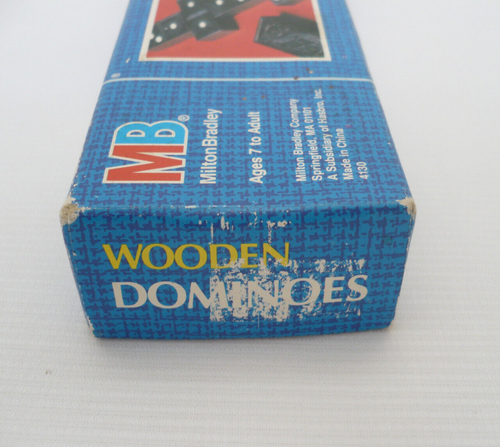 MB®
MiltonBradley
Ages 7 to Adult
Milton Bradley Company
Springfield, MA 01101
A Subsidiary of Hasbro, Inc.
Made in China
4130
WOODEN
DOMINOES